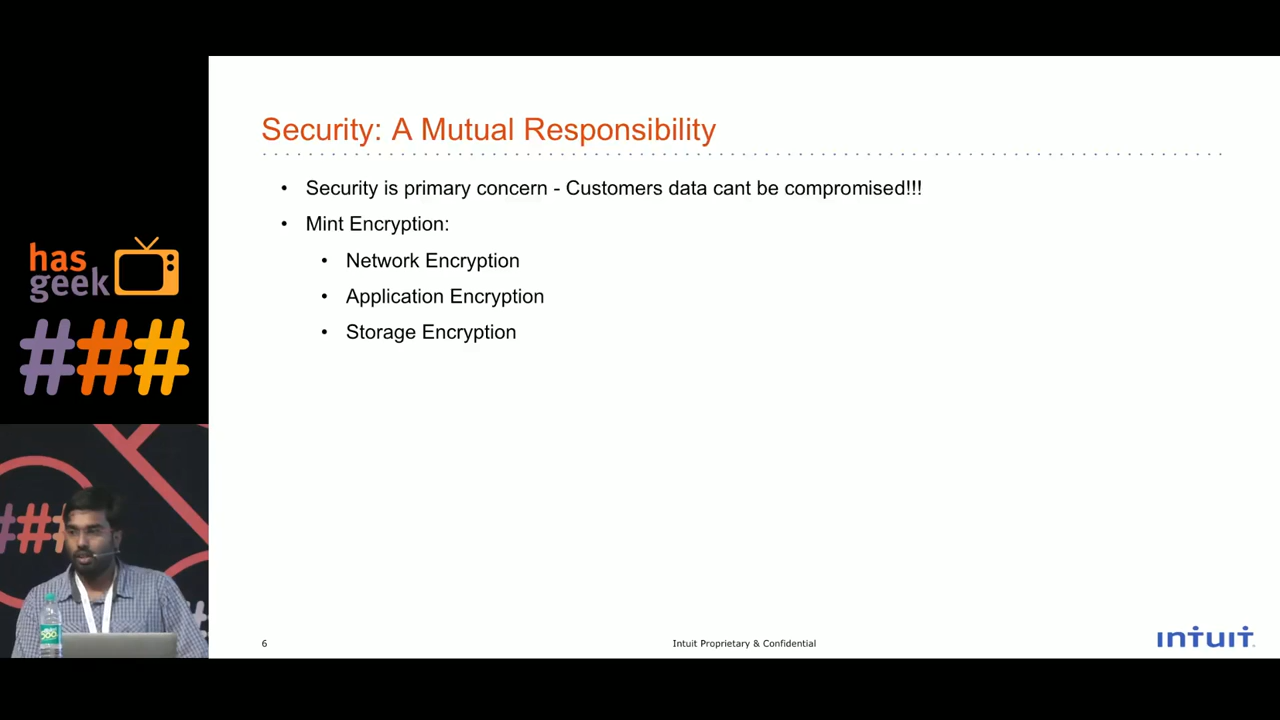 Security: A Mutual Responsibility
• Security is primary concern - Customers data cant be compromised!!!
• Mint Encryption:
• Network Encryption
• Application Encryption
• Storage Encryption
has
geek
###
###
6
Intuit Proprietary & Confidential
intuit